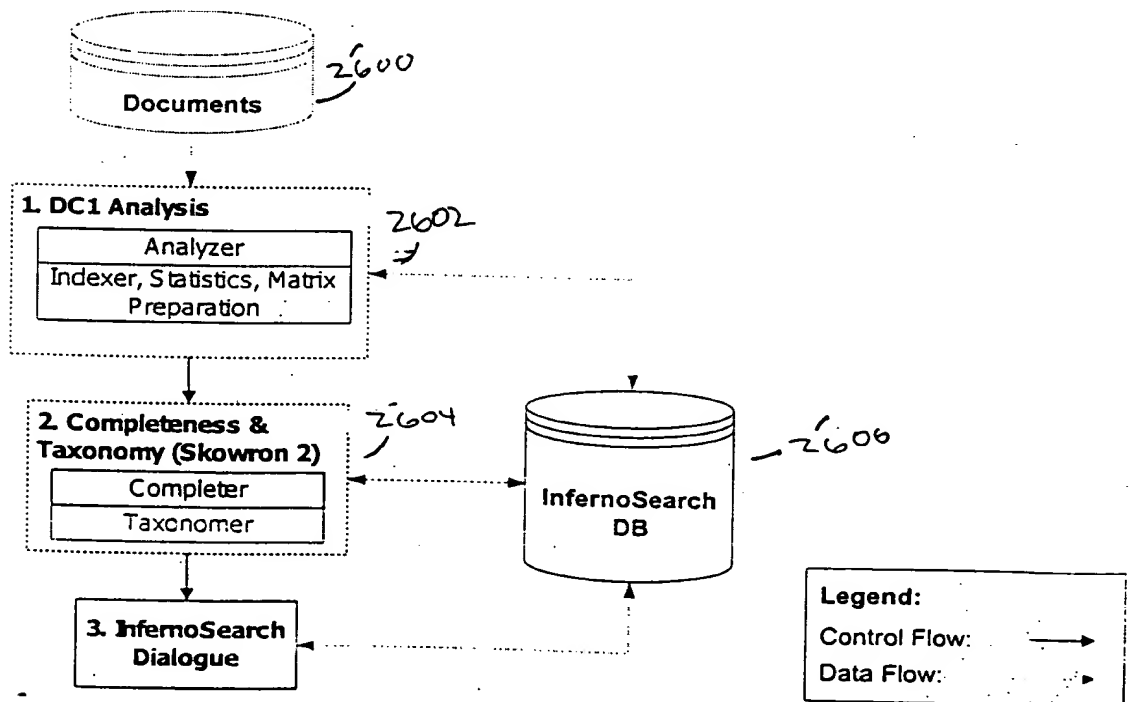 2600
Documents
1. DC1 Analysis
2602
Analyzer
Indexer, Statistics, Matrix
Preparation
2. Completeness &
Taxonomy (Skowron 2)
2604
Completer
Taxonomer
2606
InfernoSearch
DB
3. InfernoSearch
Dialogue
Legend:
Control Flow:
Data Flow: